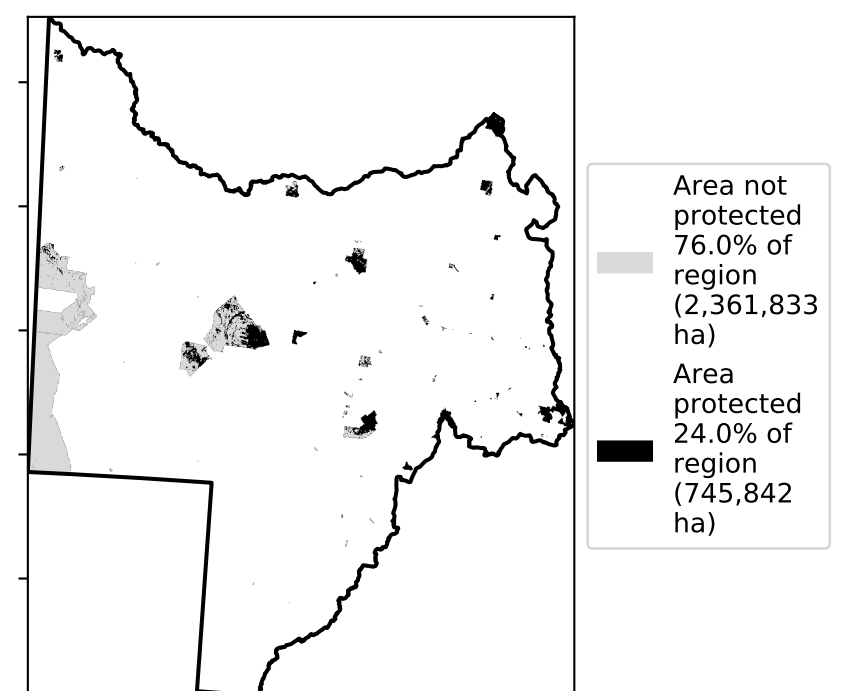 Area not
protected
76.0% of
region
(2,361,833
ha)
Area
protected
24.0% of
region
(745,842
ha)